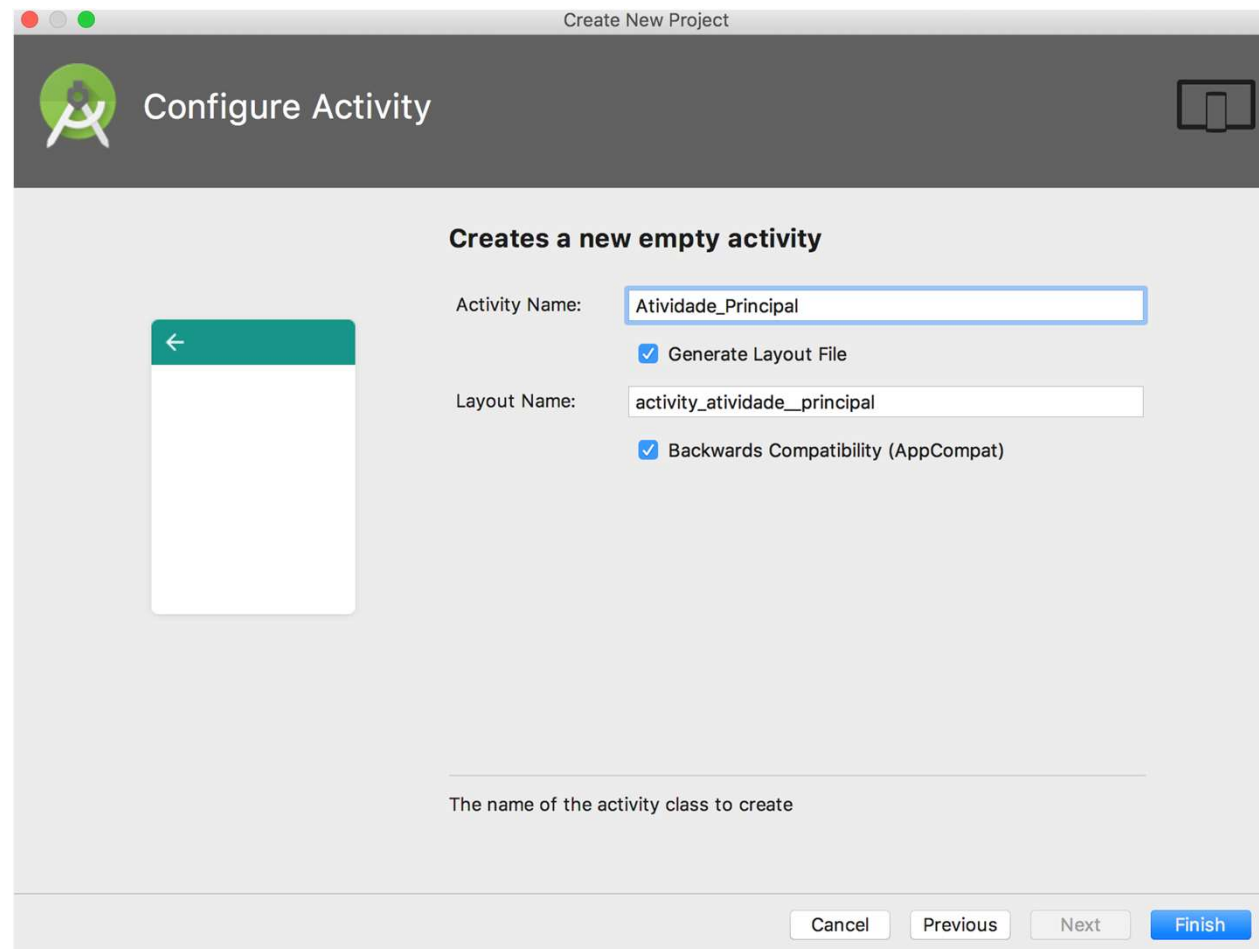 Create New Project
Configure Activity
Creates a new empty activity
Activity Name: Atividade_Principal
Generate Layout File
Layout Name: activity_atividade__principal
Backwards Compatibility (AppCompat)
The name of the activity class to create
Cancel Previous Next Finish